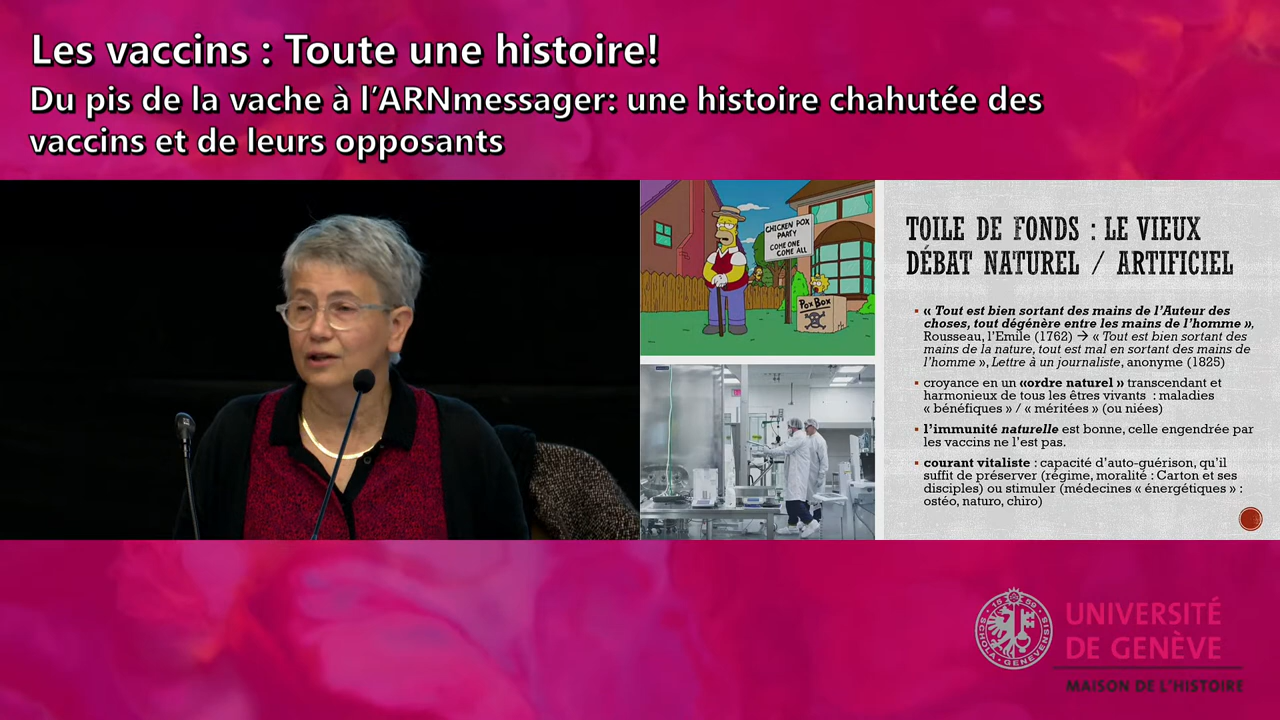 Les vaccins : Toute une histoire!
Du pis de la vache à l'ARNmessager: une histoire chahutée des
vaccins et de leurs opposants
CHICKEN POX
PARTY
COME ONE
COME ALL
POX BOX
TOILE DE FONDS : LE VIEUX
DÉBAT NATUREL / ARTIFICIEL
▪ « Tout est bien sortant des mains de l'Auteur des
choses, tout dégénère entre les mains de l'homme »,
Rousseau, l'Emile (1762) → « Tout est bien sortant des
mains de la nature, tout est mal en sortant des mains de
l'homme », Lettre à un journaliste, anonyme (1825)
▪ croyance en un «ordre naturel » transcendant et
harmonieux de tous les êtres vivants : maladies
« bénéfiques » / « méritées » (ou niées)
▪ l'immunité naturelle est bonne, celle engendrée par
les vaccins ne l'est pas.
▪ courant vitaliste : capacité d'auto-guérison, qu'il
suffit de préserver (régime, moralité : Carton et ses
disciples) ou stimuler (médecines « énergétiques » :
ostéo, naturo, chiro)
1559
SCHOLA GENEVENSIS
UNIVERSITÉ
DE GENÈVE
MAISON DE L'HISTOIRE